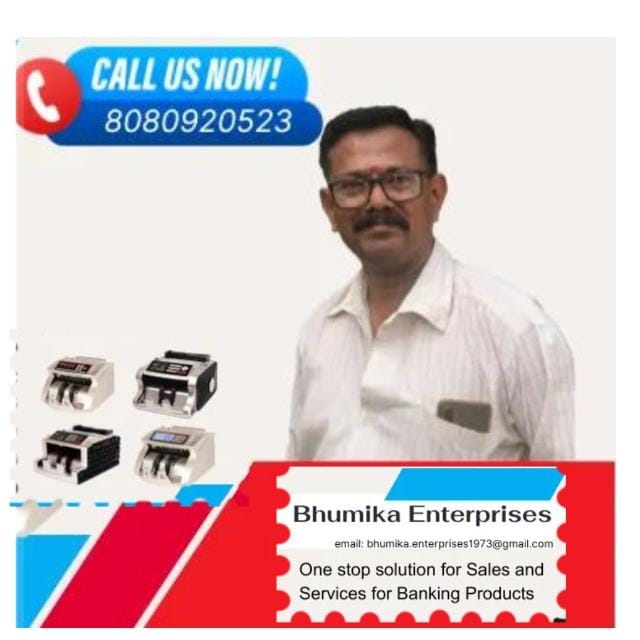 CALL US NOW!
8080920523
Bhumika Enterprises
email: bhumika.enterprises1973@gmail.com
One stop solution for Sales and
Services for Banking Products